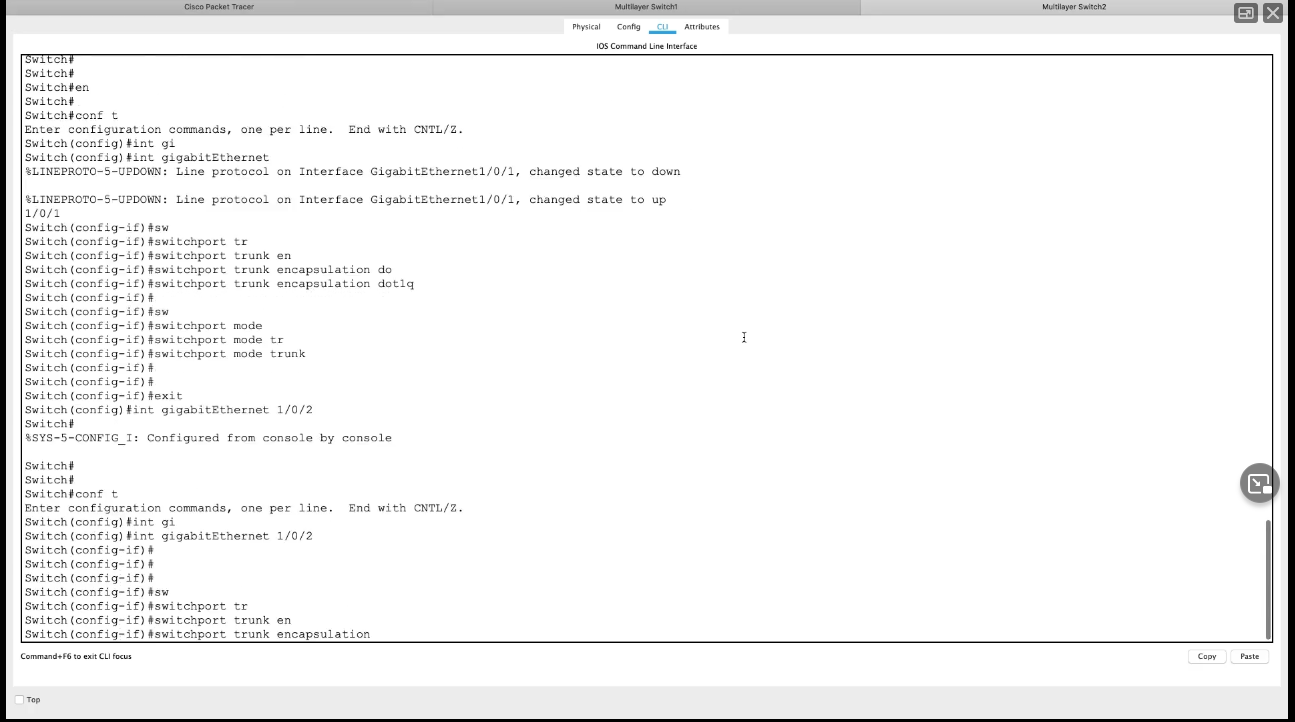 Cisco Packet Tracer
Multilayer Switch1
Multilayer Switch2
Physical Config CLI Attributes
IOS Command Line Interface
Switch#
Switch#
Switch#en
Switch#
Switch#conf t
Enter configuration commands, one per line.  End with CNTL/Z.
Switch(config)#int gi
Switch(config)#int gigabitEthernet
%LINEPROTO-5-UPDOWN: Line protocol on Interface GigabitEthernet1/0/1, changed state to down
%LINEPROTO-5-UPDOWN: Line protocol on Interface GigabitEthernet1/0/1, changed state to up
1/0/1
Switch(config-if)#sw
Switch(config-if)#switchport tr
Switch(config-if)#switchport trunk en
Switch(config-if)#switchport trunk encapsulation do
Switch(config-if)#switchport trunk encapsulation dot1q
Switch(config-if)#
Switch(config-if)#sw
Switch(config-if)#switchport mode
Switch(config-if)#switchport mode tr
Switch(config-if)#switchport mode trunk
Switch(config-if)#
Switch(config-if)#
Switch(config-if)#exit
Switch(config)#int gigabitEthernet 1/0/2
Switch#
%SYS-5-CONFIG_I: Configured from console by console
Switch#
Switch#
Switch#conf t
Enter configuration commands, one per line.  End with CNTL/Z.
Switch(config)#int gi
Switch(config)#int gigabitEthernet 1/0/2
Switch(config-if)#
Switch(config-if)#
Switch(config-if)#
Switch(config-if)#sw
Switch(config-if)#switchport tr
Switch(config-if)#switchport trunk en
Switch(config-if)#switchport trunk encapsulation
Command+F6 to exit CLI focus
Copy Paste
Top